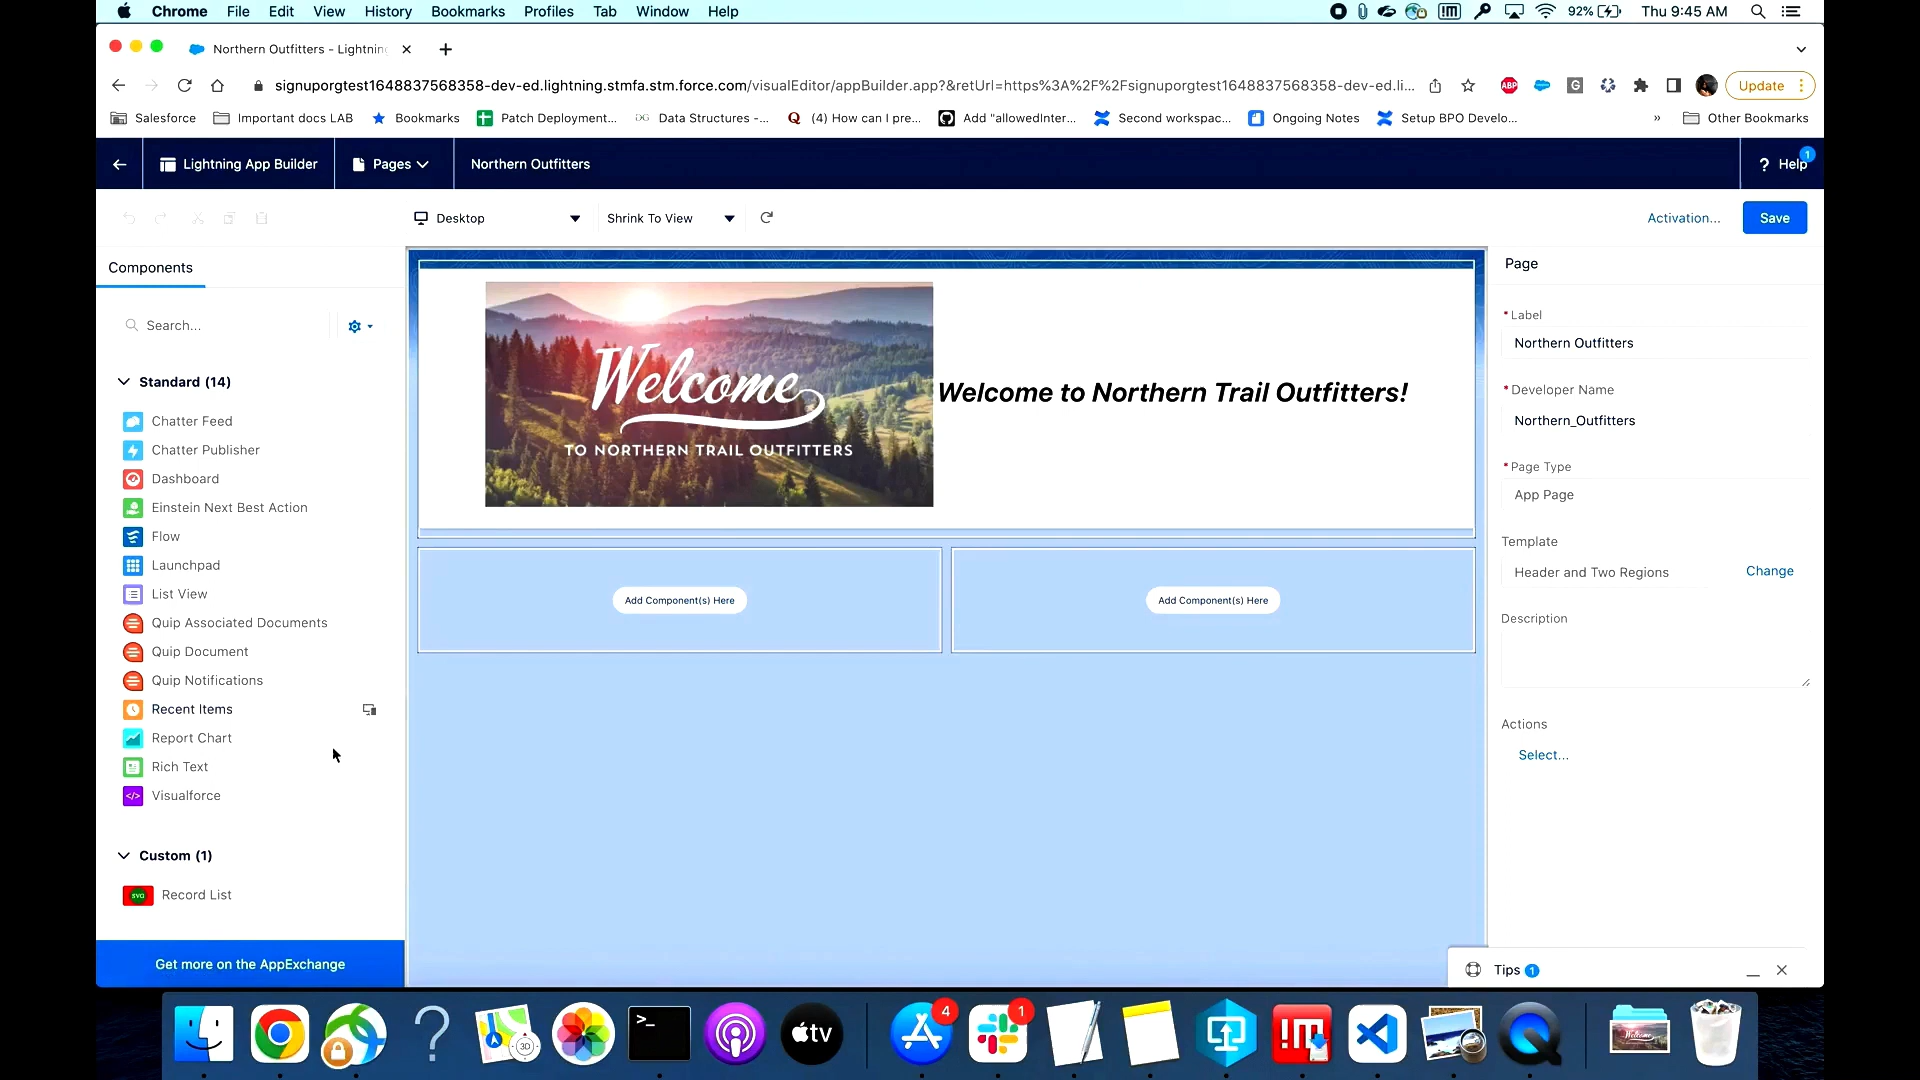 Chrome File Edit View History Bookmarks Profiles Tab Window Help
92% Thu 9:45 AM
Northern Outfitters - Lightnin
signuporgtest1648837568358-dev-ed.lightning.stmfa.stm.force.com/visualEditor/appBuilder.app?&retUrl=https%3A%2F%2Fsignuporgtest1648837568358-dev-ed.li...
ABP
G
Update
Salesforce
Important docs LAB
Bookmarks
Patch Deployment...
Data Structures -...
(4) How can I pre...
Add "allowedInter...
Second workspac...
Ongoing Notes
Setup BPO Develo...
»
Other Bookmarks
Lightning App Builder
Pages
Northern Outfitters
? Help
1
Desktop
Shrink To View
Activation...
Save
Components
Search...
Standard (14)
Chatter Feed
Chatter Publisher
Dashboard
Einstein Next Best Action
Flow
Launchpad
List View
Quip Associated Documents
Quip Document
Quip Notifications
Recent Items
Report Chart
Rich Text
Visualforce
Custom (1)
SVG
Record List
Get more on the AppExchange
Welcome
TO NORTHERN TRAIL OUTFITTERS
Welcome to Northern Trail Outfitters!
Add Component(s) Here
Add Component(s) Here
Page
* Label
Northern Outfitters
* Developer Name
Northern_Outfitters
* Page Type
App Page
Template
Header and Two Regions
Change
Description
Actions
Select...
Tips 1
3D
>_
tv
4
1